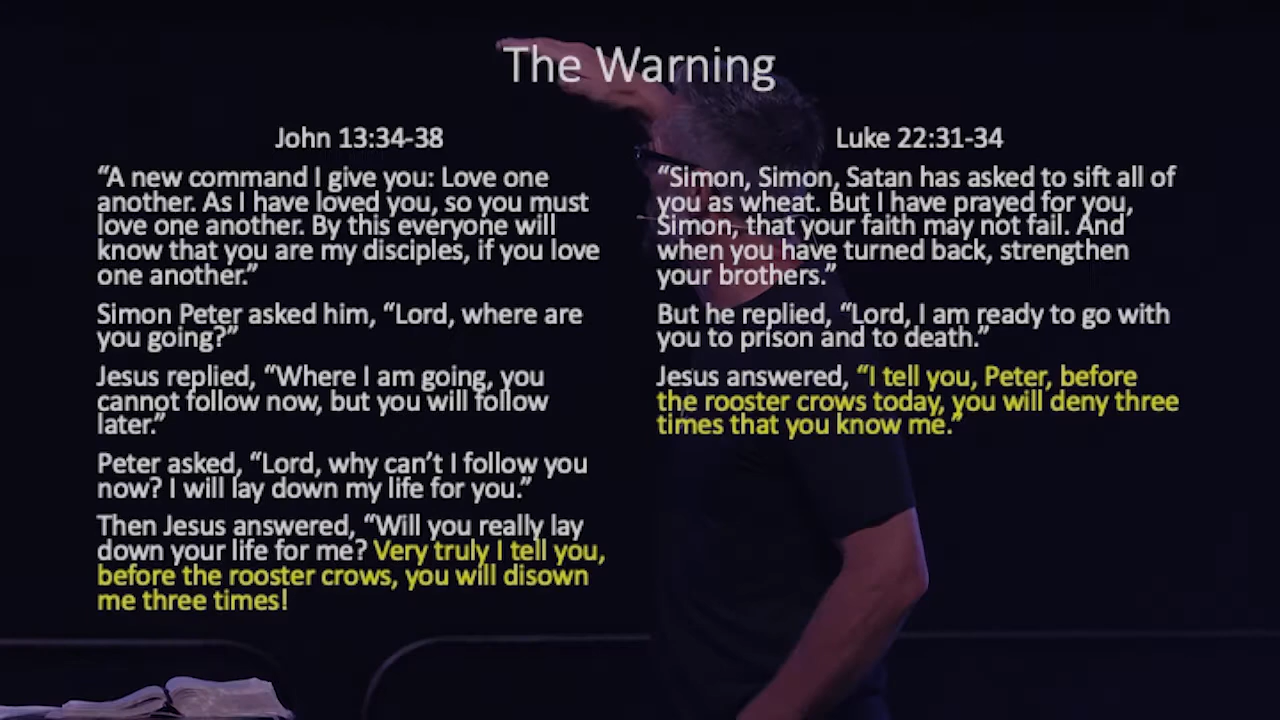 The Warning
John 13:34-38
“A new command I give you: Love one
another. As I have loved you, so you must
love one another. By this everyone will
know that you are my disciples, if you love
one another.”
Simon Peter asked him, “Lord, where are
you going?”
Jesus replied, “Where I am going, you
cannot follow now, but you will follow
later.”
Peter asked, “Lord, why can’t I follow you
now? I will lay down my life for you.”
Then Jesus answered, “Will you really lay
down your life for me? Very truly I tell you,
before the rooster crows, you will disown
me three times!
Luke 22:31-34
“Simon, Simon, Satan has asked to sift all of
you as wheat. But I have prayed for you,
Simon, that your faith may not fail. And
when you have turned back, strengthen
your brothers.”
But he replied, “Lord, I am ready to go with
you to prison and to death.”
Jesus answered, “I tell you, Peter, before
the rooster crows today, you will deny three
times that you know me.”